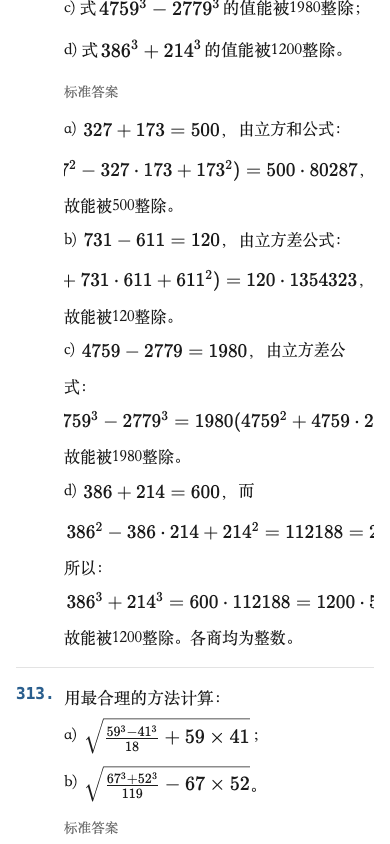 c) 式 4759³ − 2779³ 的值能被1980整除；
d) 式 386³ + 214³ 的值能被1200整除。
标准答案
a) 327 + 173 = 500，由立方和公式：
7² − 327 · 173 + 173²) = 500 · 80287，
故能被500整除。
b) 731 − 611 = 120，由立方差公式：
+ 731 · 611 + 611²) = 120 · 1354323，
故能被120整除。
c) 4759 − 2779 = 1980，由立方差公
式：
759³ − 2779³ = 1980(4759² + 4759 · 2
故能被1980整除。
d) 386 + 214 = 600，而
386² − 386 · 214 + 214² = 112188 = 2
所以：
386³ + 214³ = 600 · 112188 = 1200 · 5
故能被1200整除。各商均为整数。
313. 用最合理的方法计算：
a) √((59³−41³)/18 + 59 × 41)；
b) √((67³+52³)/119 − 67 × 52)。
标准答案